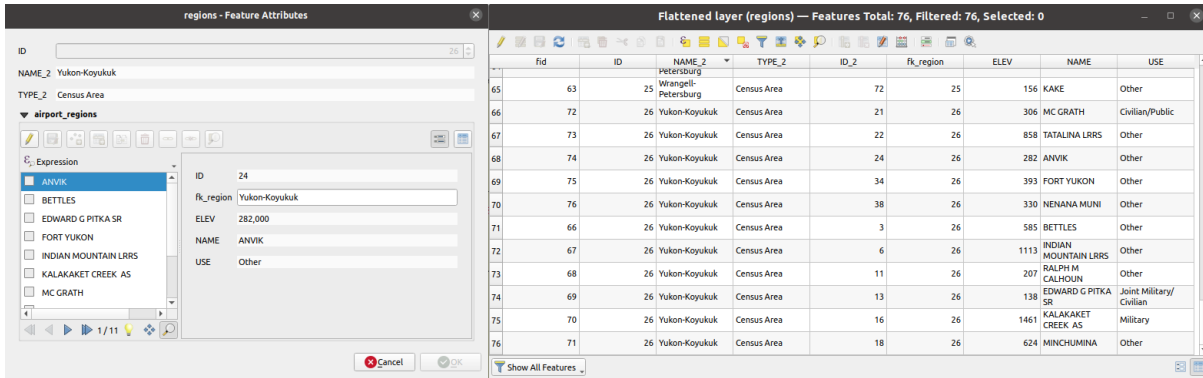 regions - Feature Attributes
ID 26
NAME_2 Yukon-Koyukuk
TYPE_2 Census Area
airport_regions
Expression
ANVIK
BETTLES
EDWARD G PITKA SR
FORT YUKON
INDIAN MOUNTAIN LRRS
KALAKAKET CREEK AS
MC GRATH
1 / 11
ID 24
fk_region Yukon-Koyukuk
ELEV 282,000
NAME ANVIK
USE Other
Cancel
OK
Flattened layer (regions) — Features Total: 76, Filtered: 76, Selected: 0
fid ID NAME_2 TYPE_2 ID_2 fk_region ELEV NAME USE
Petersburg
65 63 25 Wrangell-Petersburg Census Area 72 25 156 KAKE Other
66 72 26 Yukon-Koyukuk Census Area 21 26 306 MC GRATH Civilian/Public
67 73 26 Yukon-Koyukuk Census Area 22 26 858 TATALINA LRRS Other
68 74 26 Yukon-Koyukuk Census Area 24 26 282 ANVIK Other
69 75 26 Yukon-Koyukuk Census Area 34 26 393 FORT YUKON Other
70 76 26 Yukon-Koyukuk Census Area 38 26 330 NENANA MUNI Other
71 66 26 Yukon-Koyukuk Census Area 3 26 585 BETTLES Other
72 67 26 Yukon-Koyukuk Census Area 6 26 1113 INDIAN MOUNTAIN LRRS Other
73 68 26 Yukon-Koyukuk Census Area 11 26 207 RALPH M CALHOUN Other
74 69 26 Yukon-Koyukuk Census Area 13 26 138 EDWARD G PITKA SR Joint Military/Civilian
75 70 26 Yukon-Koyukuk Census Area 16 26 1461 KALAKAKET CREEK AS Military
76 71 26 Yukon-Koyukuk Census Area 18 26 624 MINCHUMINA Other
Show All Features